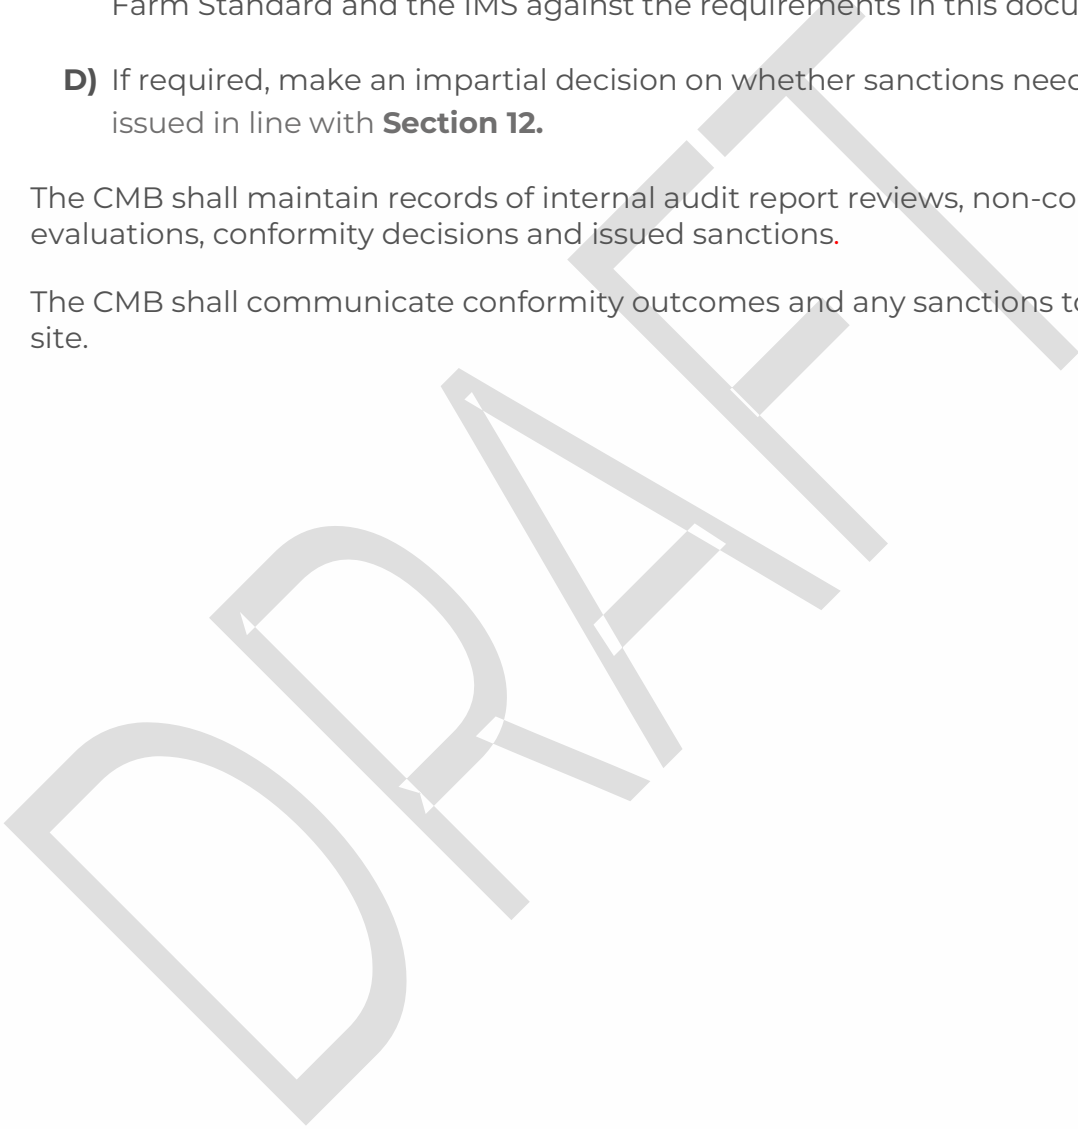 Farm Standard and the IMS against the requirements in this docu
D) If required, make an impartial decision on whether sanctions need
issued in line with Section 12.
The CMB shall maintain records of internal audit report reviews, non-co
evaluations, conformity decisions and issued sanctions.
The CMB shall communicate conformity outcomes and any sanctions to
site.
DRAFT